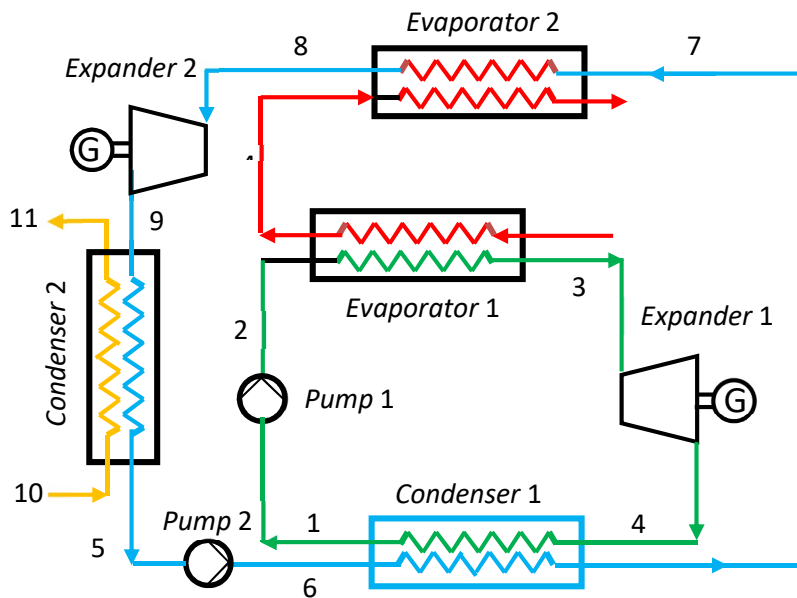 Evaporator 2
8
7
Expander 2
G
11
9
Condenser 2
3
Evaporator 1
Expander 1
2
Pump 1
G
10
Condenser 1
Pump 2
1
4
5
6